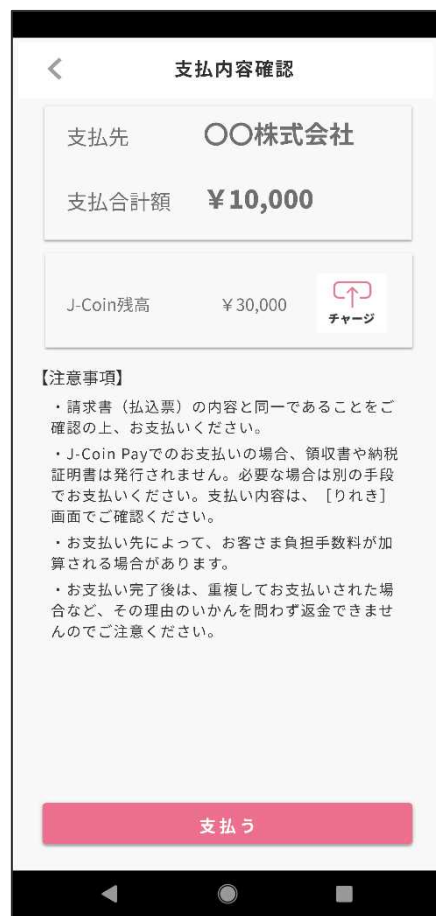 支払内容確認
支払先 〇〇株式会社
支払合計額 ￥10,000
J-Coin残高 ￥30,000
チャージ
【注意事項】
・請求書（払込票）の内容と同一であることをご
確認の上、お支払いください。
・J-Coin Payでのお支払いの場合、領収書や納税
証明書は発行されません。必要な場合は別の手段
でお支払いください。支払い内容は、［りれき］
画面でご確認ください。
・お支払い先によって、お客さま負担手数料が加
算される場合があります。
・お支払い完了後は、重複してお支払いされた場
合など、その理由のいかんを問わず返金できませ
んのでご注意ください。
支払う